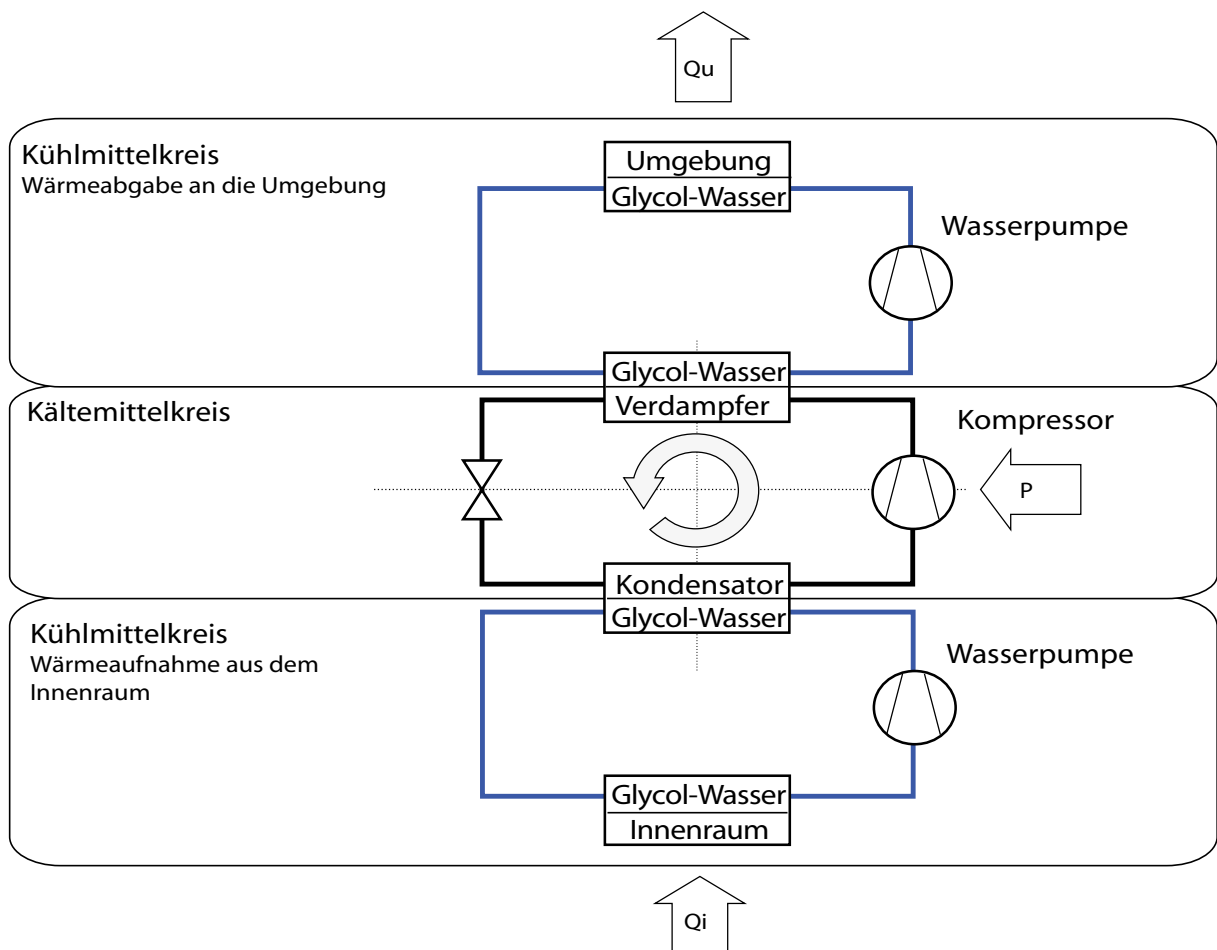 Qu
Kühlmittelkreis
Wärmeabgabe an die Umgebung
Umgebung
Glycol-Wasser
Wasserpumpe
Glycol-Wasser
Verdampfer
Kältemittelkreis
Kompressor
P
Kondensator
Glycol-Wasser
Kühlmittelkreis
Wärmeaufnahme aus dem
Innenraum
Wasserpumpe
Glycol-Wasser
Innenraum
Qi